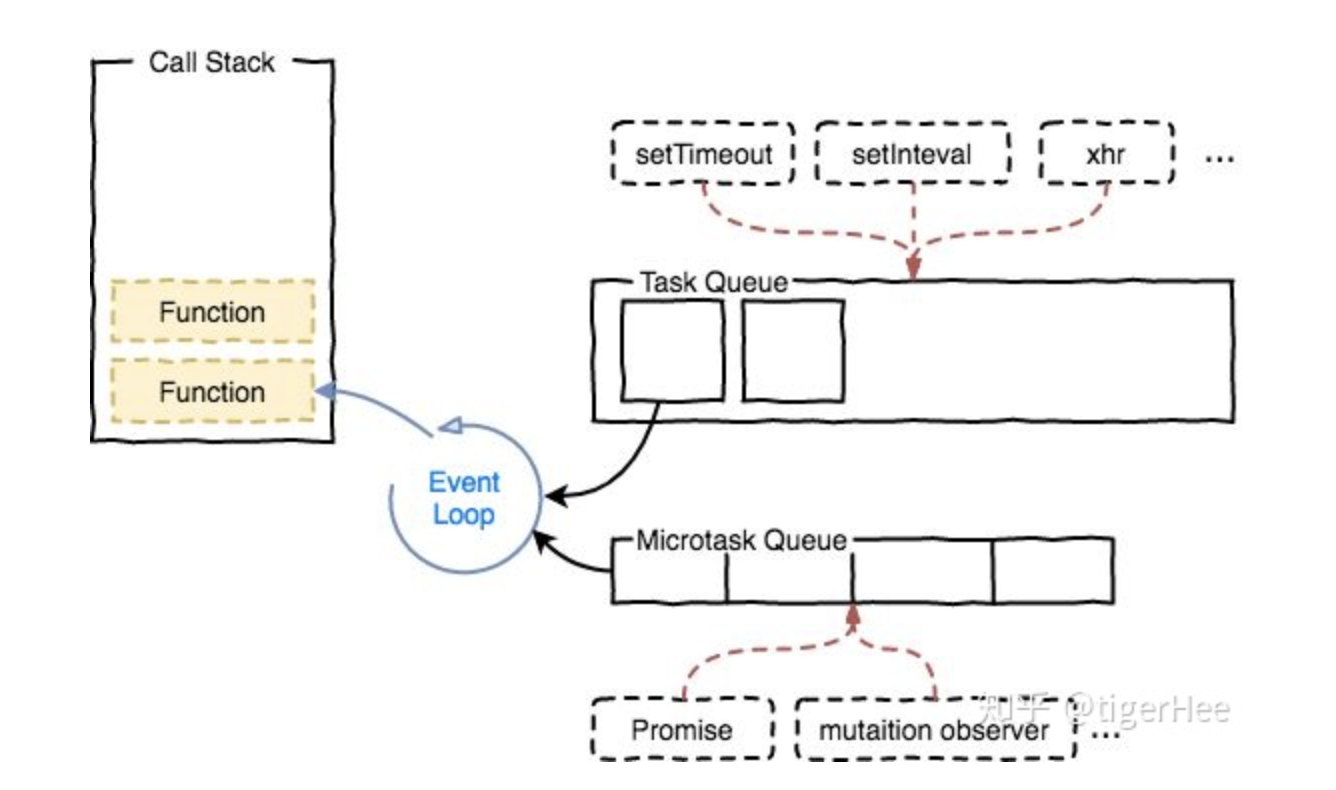 Call Stack
setTimeout
setInteval
xhr
...
Task Queue
Function
Function
Event
Loop
Microtask Queue
Promise
mutaition observer
...
知乎 @tigerHee